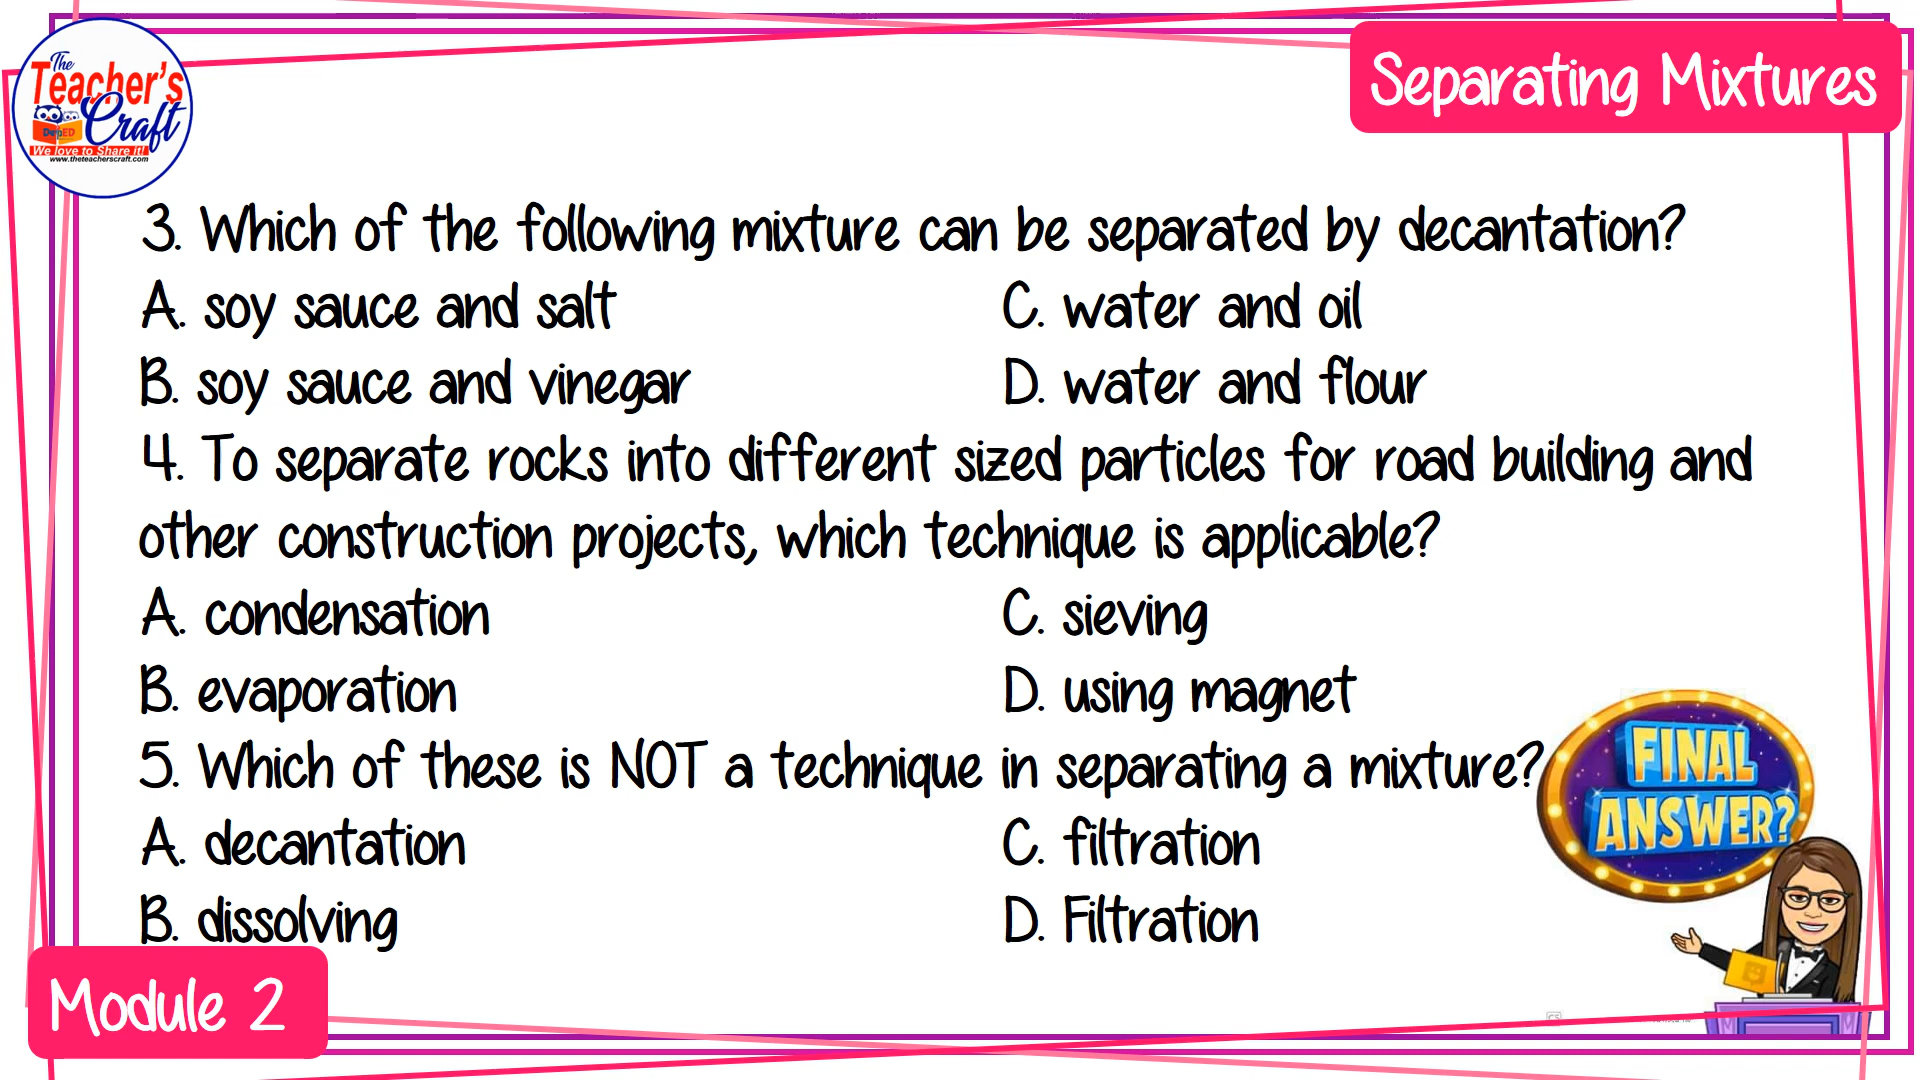 The
Teacher's
Craft
DepED
We love to Share it!
www.theteacherscraft.com
Separating Mixtures
3. Which of the following mixture can be separated by decantation?
A. soy sauce and salt
C. water and oil
B. soy sauce and vinegar
D. water and flour
4. To separate rocks into different sized particles for road building and
other construction projects, which technique is applicable?
A. condensation
C. sieving
B. evaporation
D. using magnet
5. Which of these is NOT a technique in separating a mixture?
A. decantation
C. filtration
B. dissolving
D. Filtration
FINAL
ANSWER?
Module 2